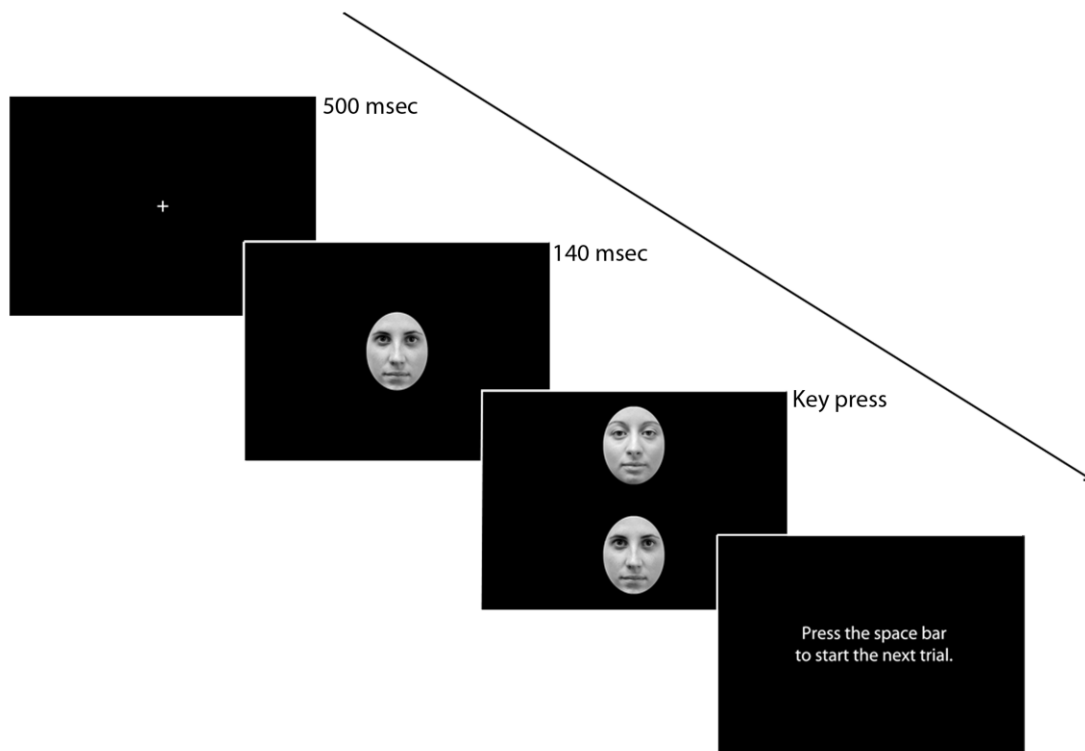 500 msec
140 msec
Key press
Press the space bar
to start the next trial.